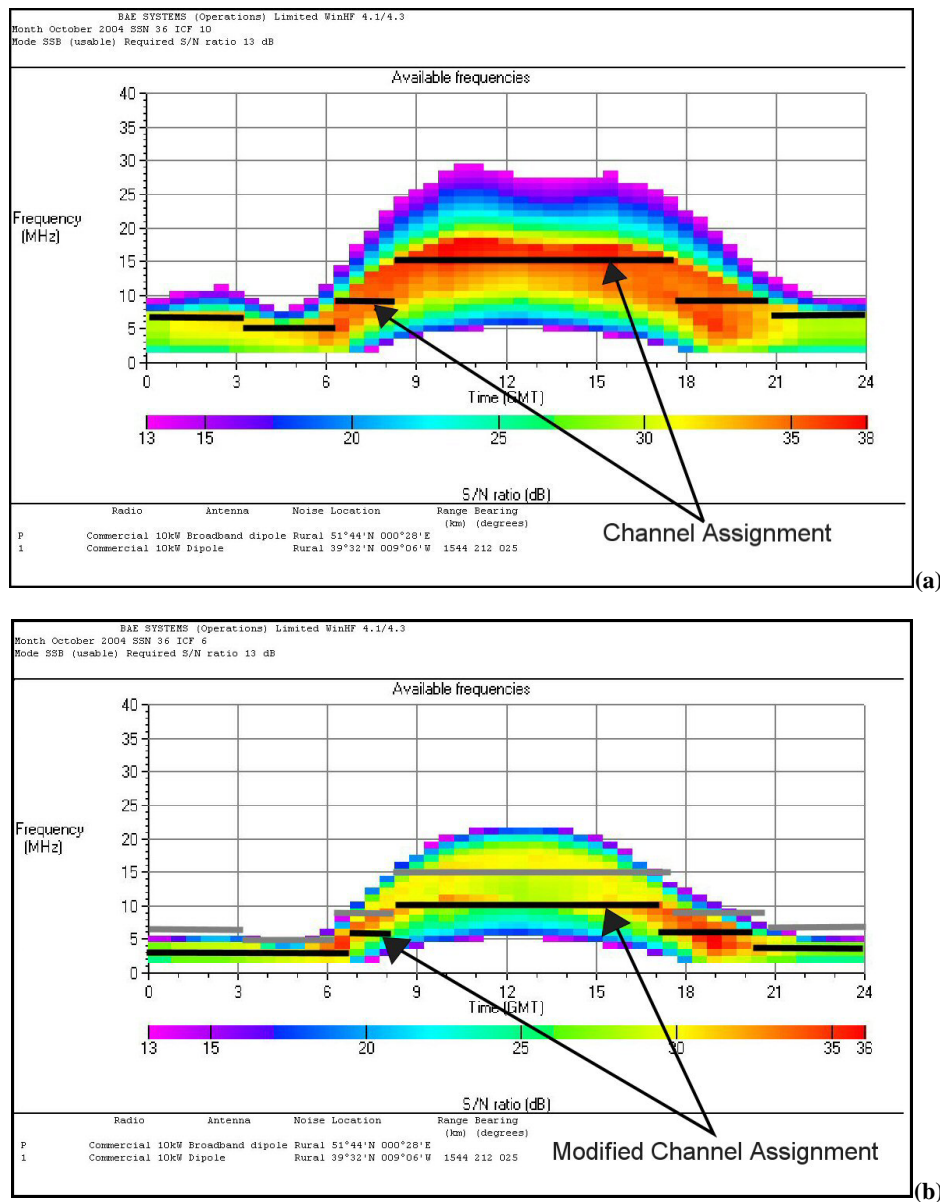 BAE SYSTEMS (Operations) Limited WinHF 4.1/4.3
Month October 2004 SSN 36 ICF 10
Mode SSB (usable) Required S/N ratio 13 dB
Available frequencies
40
35
30
25
20
15
10
5
0
Frequency
(MHz)
0 3 6 9 12 15 18 21 24
Time (GMT)
13 15 20 25 30 35 38
S/N ratio (dB)
Radio Antenna Noise Location Range Bearing
(km) (degrees)
P Commercial 10kW Broadband dipole Rural 51°44'N 000°28'E
1 Commercial 10kW Dipole Rural 39°32'N 009°06'W 1544 212 025
Channel Assignment
(a)
BAE SYSTEMS (Operations) Limited WinHF 4.1/4.3
Month October 2004 SSN 36 ICF 6
Mode SSB (usable) Required S/N ratio 13 dB
Available frequencies
40
35
30
25
20
15
10
5
0
Frequency
(MHz)
0 3 6 9 12 15 18 21 24
Time (GMT)
13 15 20 25 30 35 36
S/N ratio (dB)
Radio Antenna Noise Location Range Bearing
(km) (degrees)
P Commercial 10kW Broadband dipole Rural 51°44'N 000°28'E
1 Commercial 10kW Dipole Rural 39°32'N 009°06'W 1544 212 025
Modified Channel Assignment
(b)